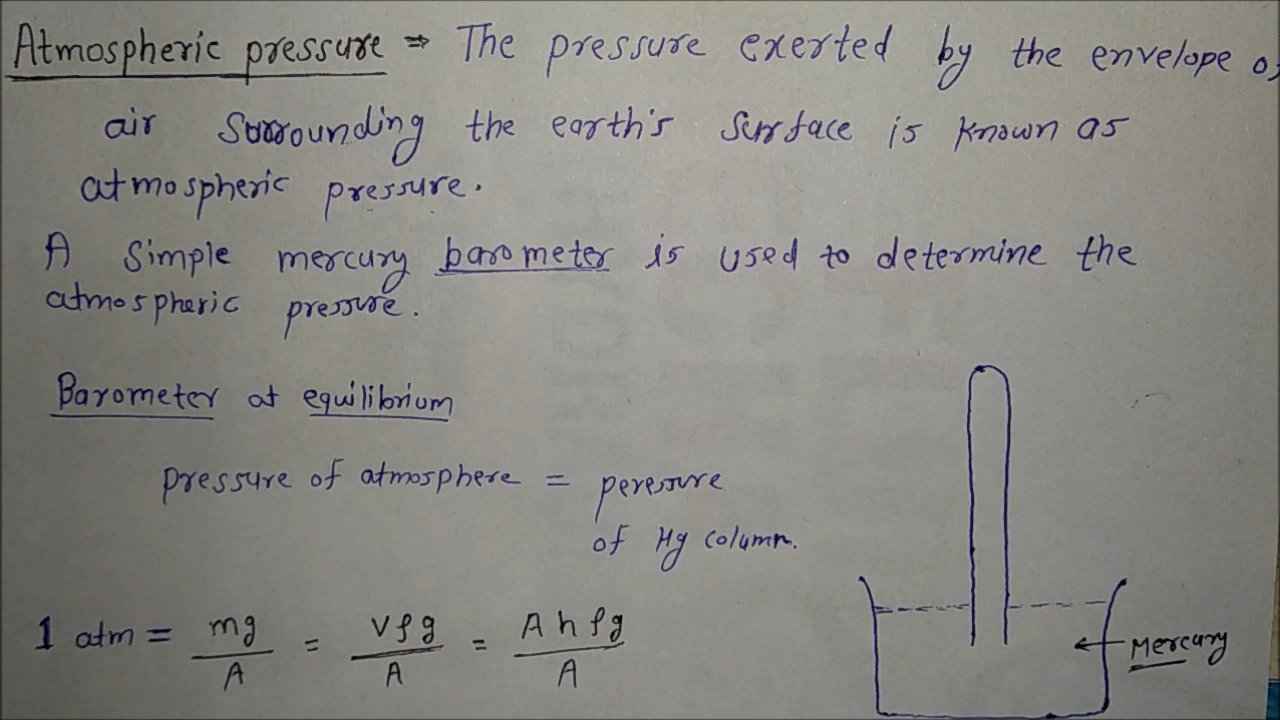 Atmospheric pressure ⇒ The pressure exerted by the envelope of
air surrounding the earth's surface is known as
atmospheric pressure.
A simple mercury barometer is used to determine the
atmospheric pressure.
Barometer at equilibrium
pressure of atmosphere = peressure
of Hg column.
1 atm = mg/A = Vρg/A = Ahρg/A
← Mercury